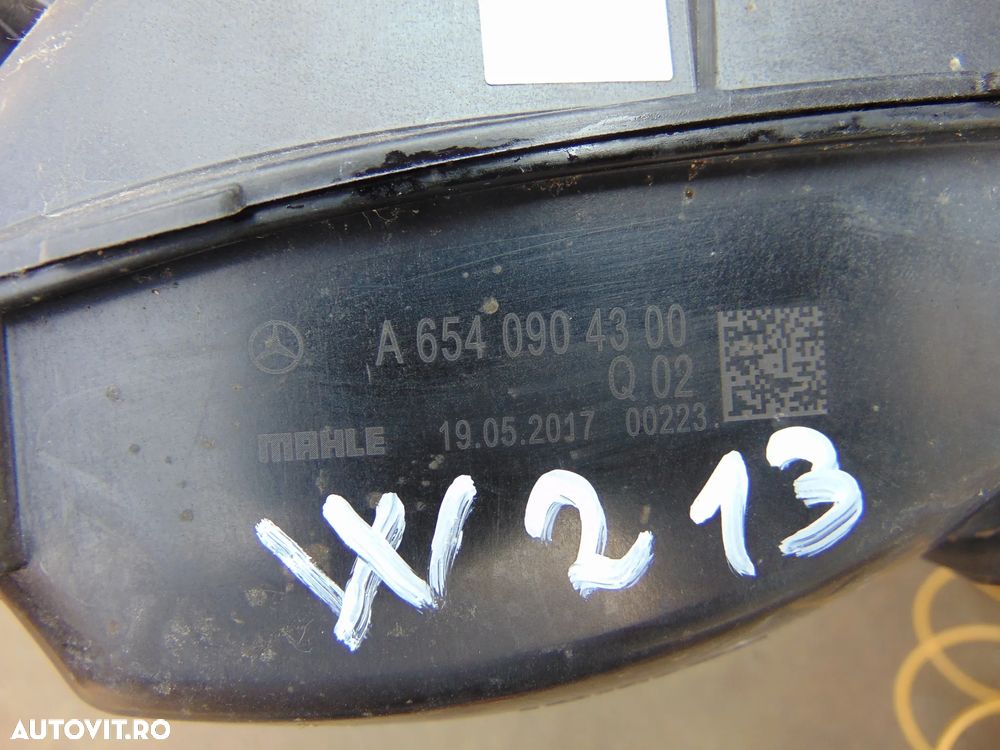 A 654 090 43 00
Q 02
MAHLE 19.05.2017 00223.
W213
AUTOVIT.RO